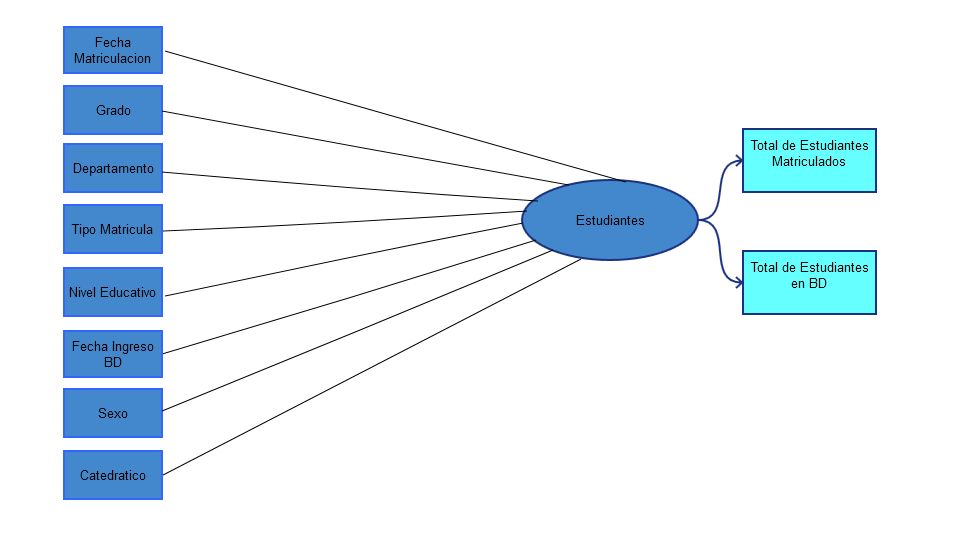 Fecha
Matriculacion
Grado
Departamento
Tipo Matricula
Nivel Educativo
Fecha Ingreso
BD
Sexo
Catedratico
Estudiantes
Total de Estudiantes
Matriculados
Total de Estudiantes
en BD